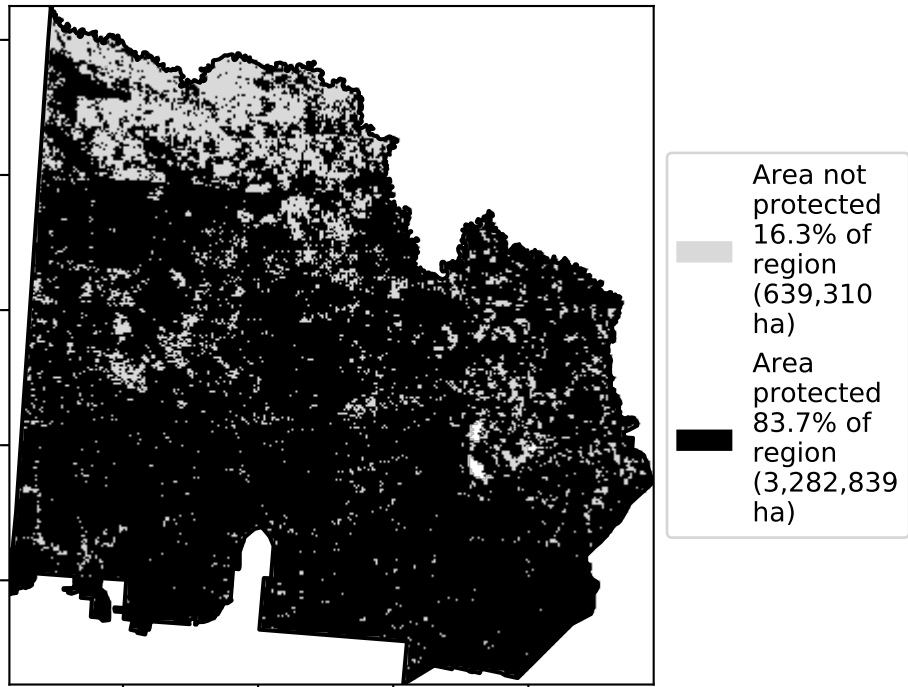 Area not
protected
16.3% of
region
(639,310
ha)
Area
protected
83.7% of
region
(3,282,839
ha)